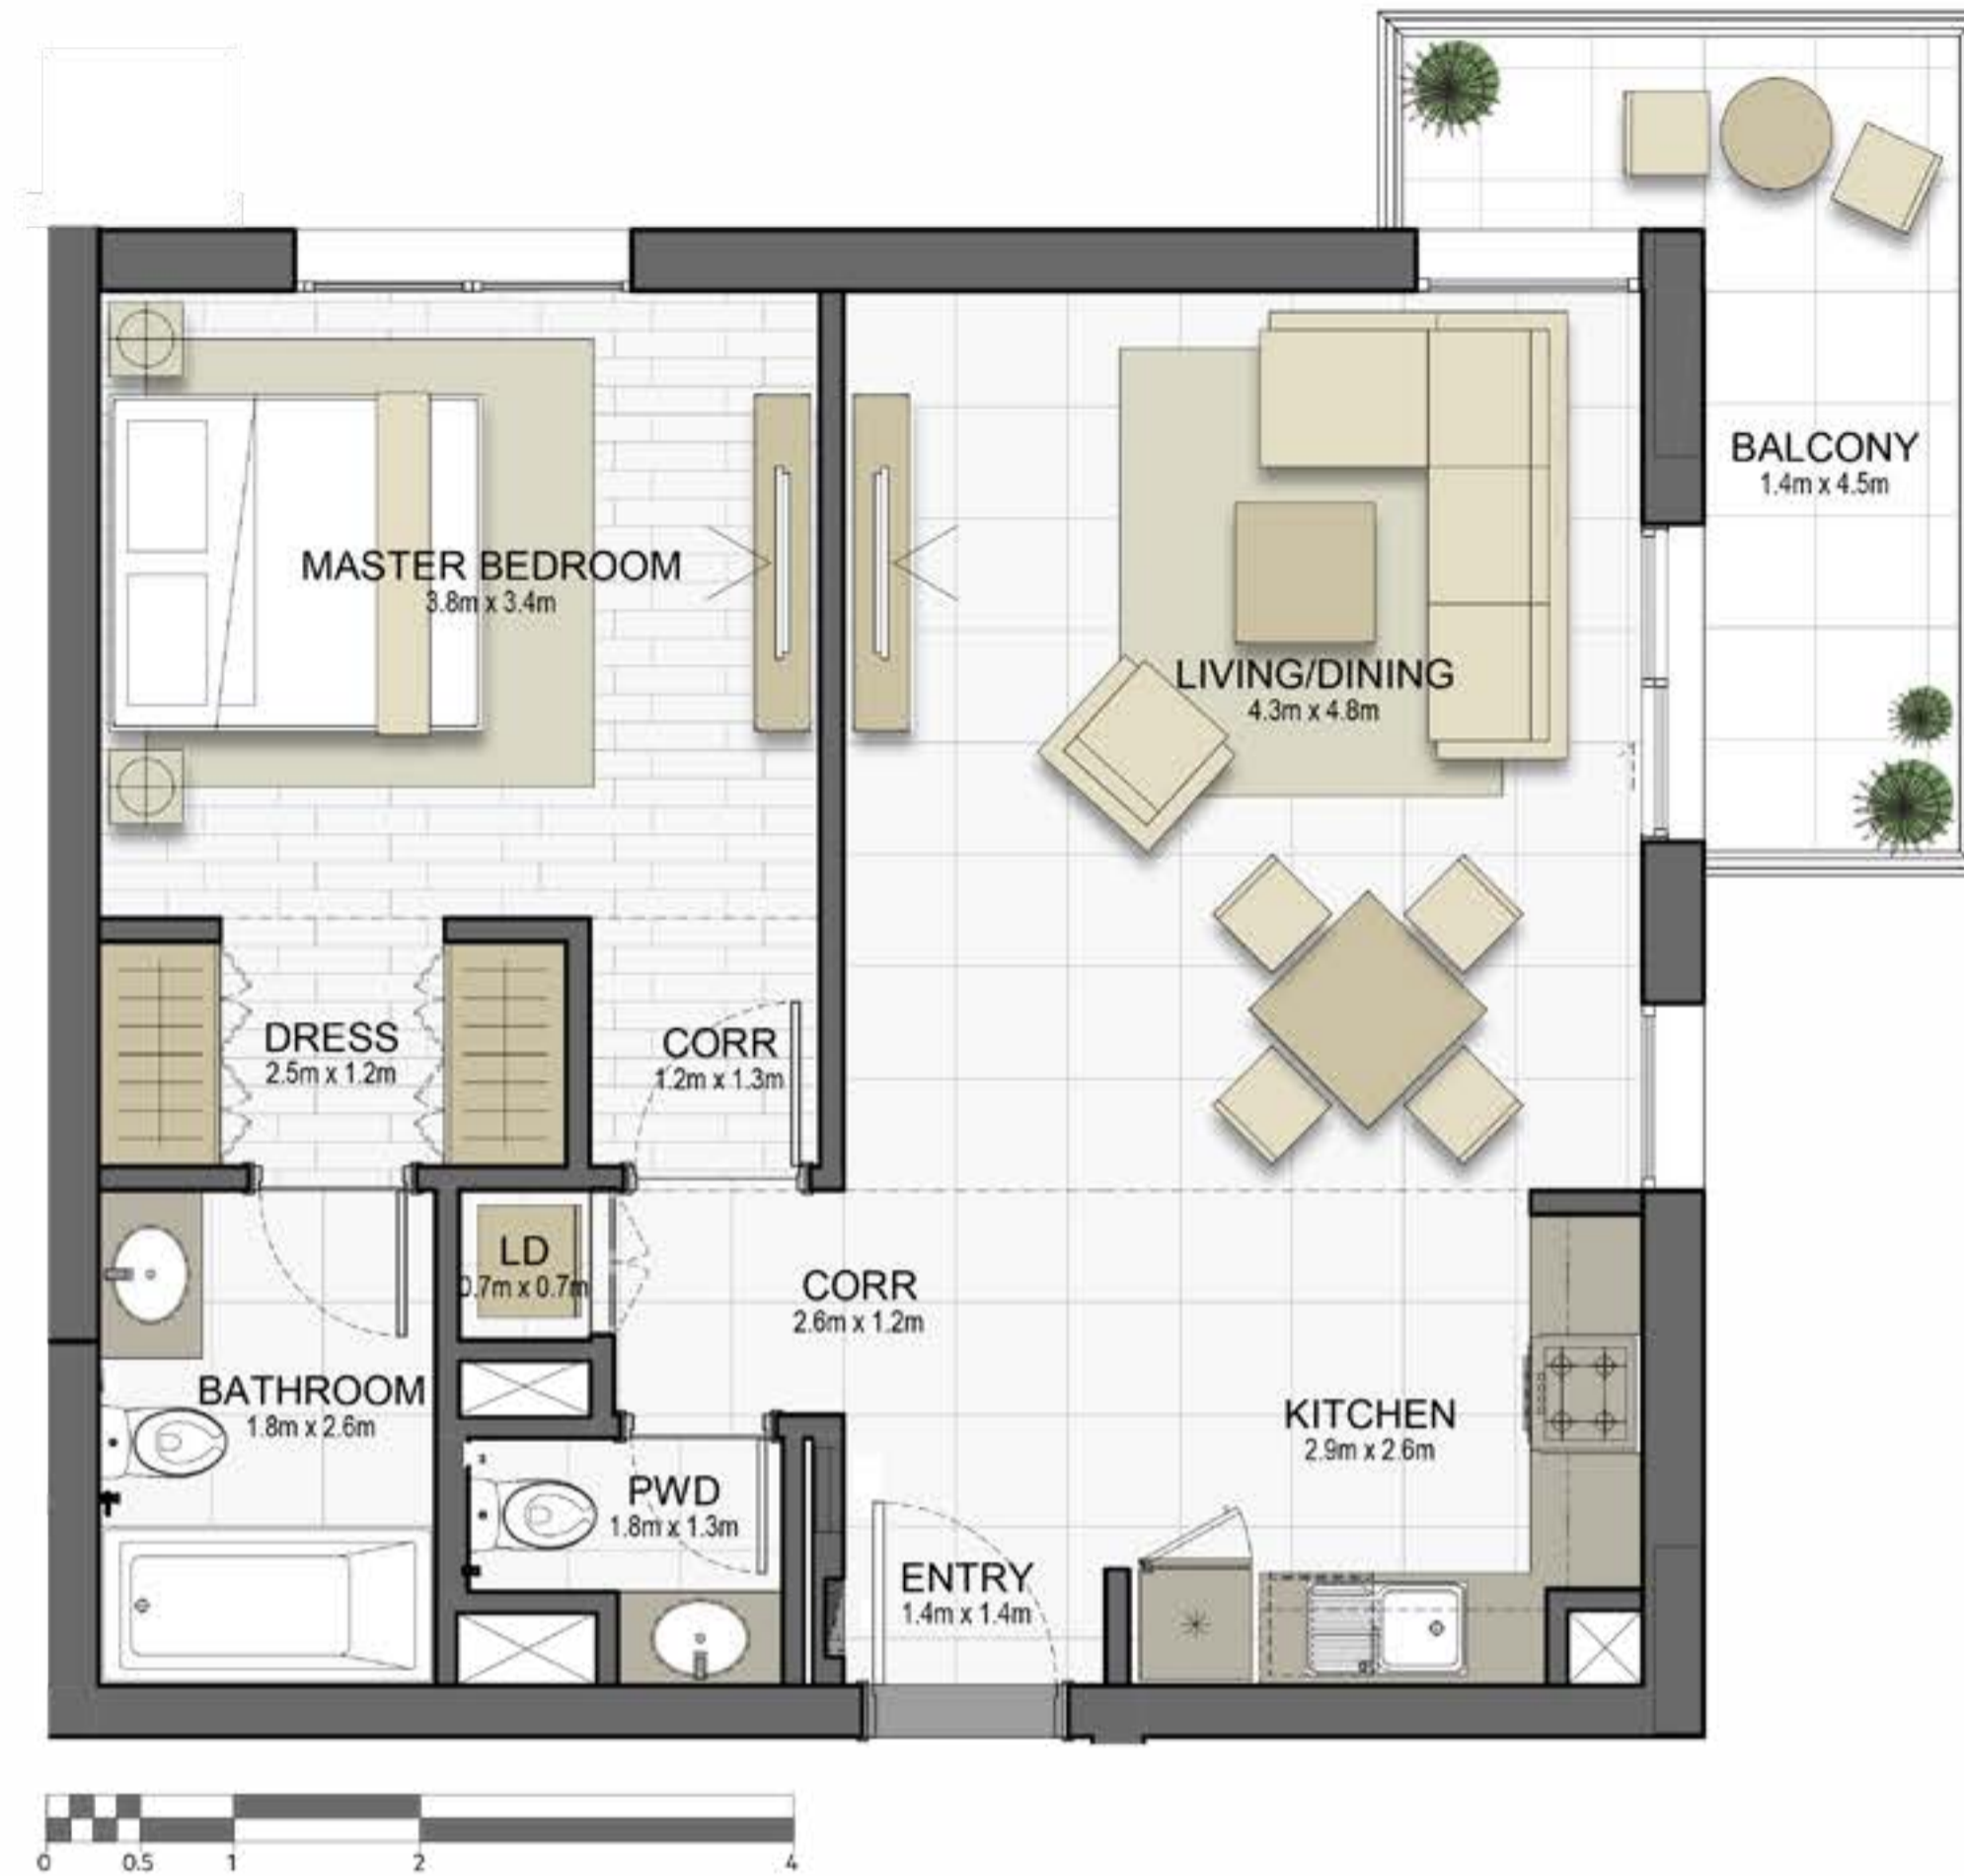 BALCONY
1.4m x 4.5m
MASTER BEDROOM
3.8m x 3.4m
LIVING/DINING
4.3m x 4.8m
DRESS
2.5m x 1.2m
CORR
1.2m x 1.3m
LD
0.7m x 0.7m
CORR
2.6m x 1.2m
BATHROOM
1.8m x 2.6m
KITCHEN
2.9m x 2.6m
PWD
1.8m x 1.3m
ENTRY
1.4m x 1.4m
0 0.5 1 2 4